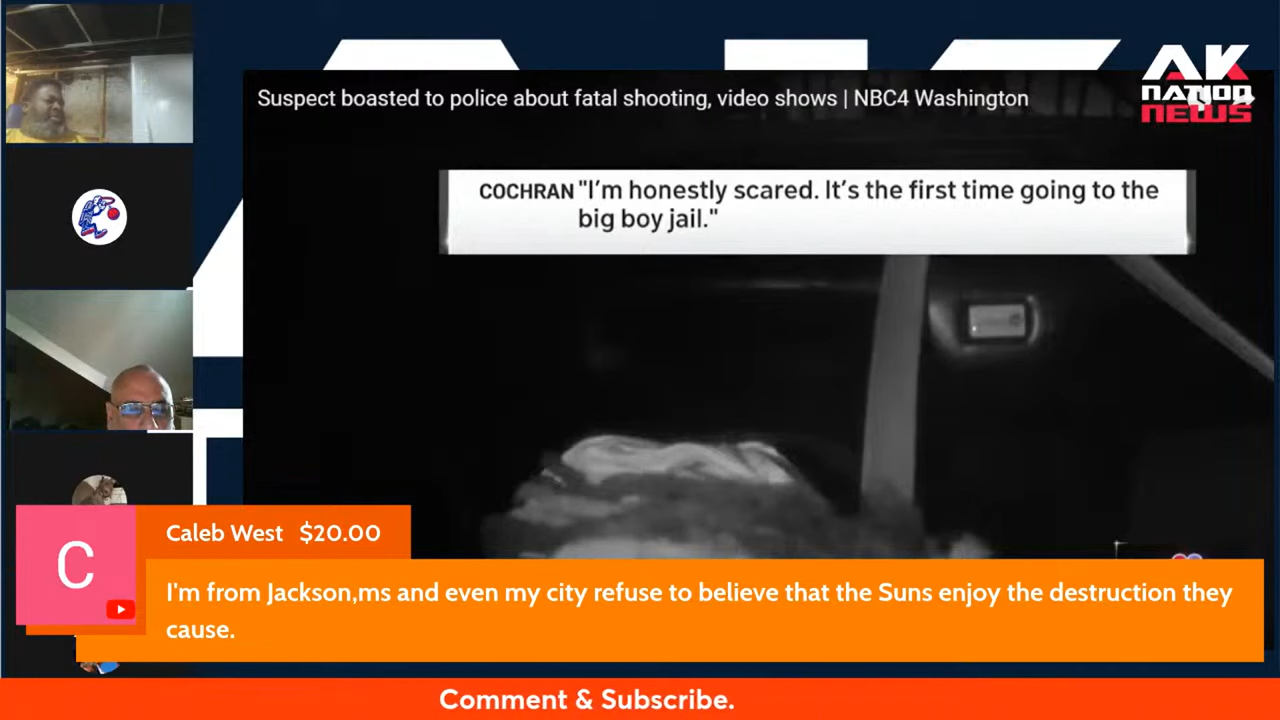 Suspect boasted to police about fatal shooting, video shows | NBC4 Washington
AK
NATION
NEWS
COCHRAN "I'm honestly scared. It's the first time going to the
big boy jail."
C
Caleb West $20.00
I'm from Jackson,ms and even my city refuse to believe that the Suns enjoy the destruction they
cause.
Comment & Subscribe.